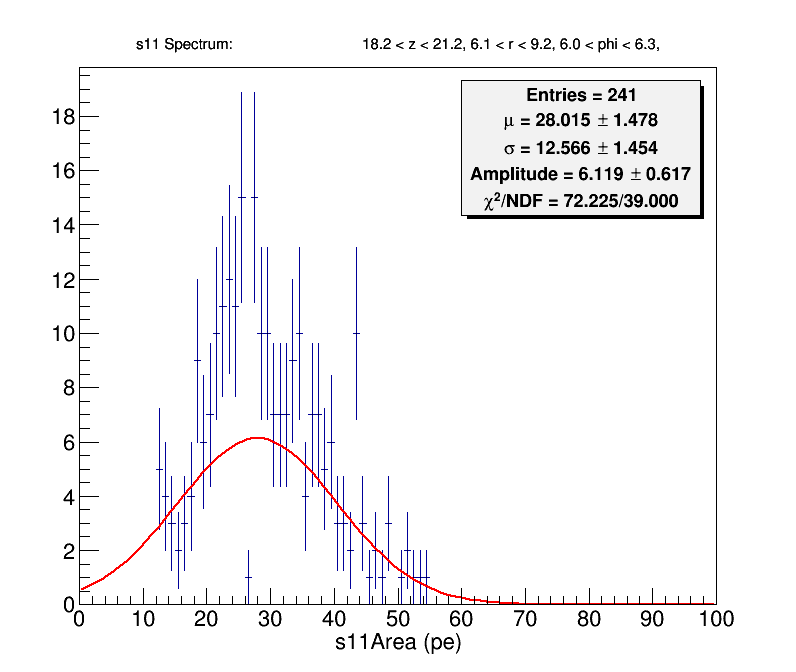 s11 Spectrum: 18.2 < z < 21.2, 6.1 < r < 9.2, 6.0 < phi < 6.3,
Entries = 241
μ = 28.015 ± 1.478
σ = 12.566 ± 1.454
Amplitude = 6.119 ± 0.617
χ²/NDF = 72.225/39.000
18
16
14
12
10
8
6
4
2
0
0 10 20 30 40 50 60 70 80 90 100
s11Area (pe)